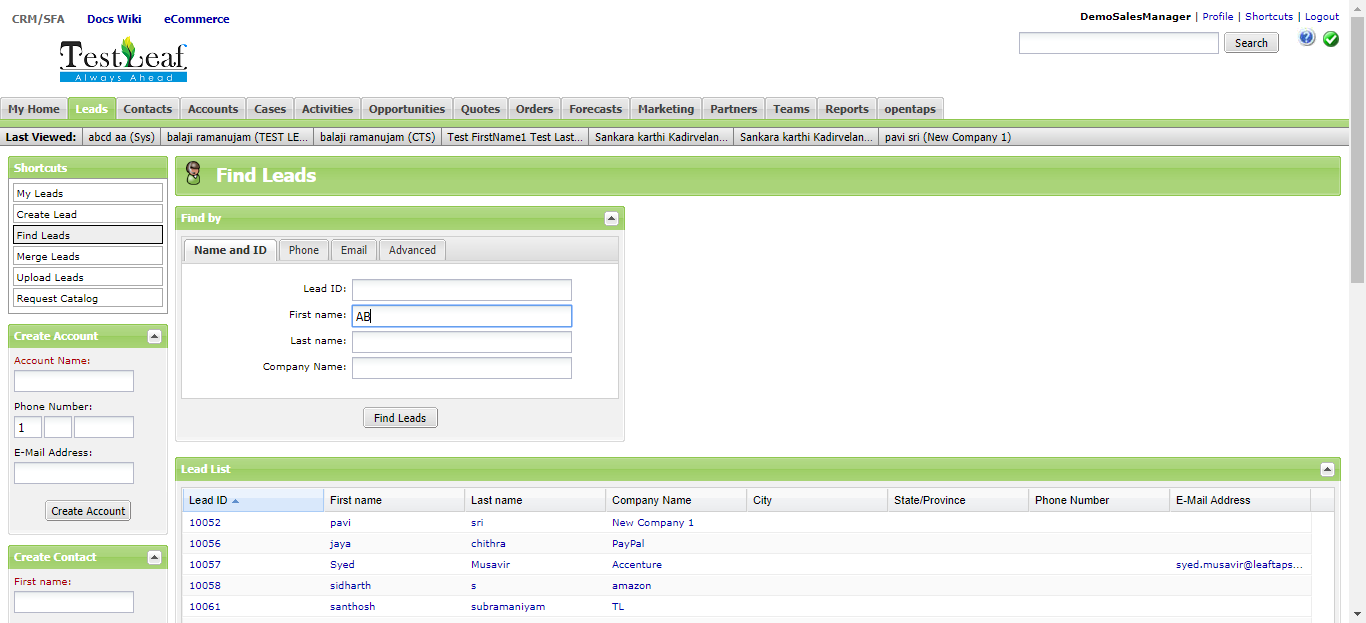 CRM/SFA Docs Wiki eCommerce
DemoSalesManager | Profile | Shortcuts | Logout
TestLeaf
Always Ahead
Search
My Home Leads Contacts Accounts Cases Activities Opportunities Quotes Orders Forecasts Marketing Partners Teams Reports opentaps
Last Viewed: abcd aa (Sys) balaji ramanujam (TEST LE... balaji ramanujam (CTS) Test FirstName1 Test Last... Sankara karthi Kadirvelan... Sankara karthi Kadirvelan... pavi sri (New Company 1)
Shortcuts
My Leads
Create Lead
Find Leads
Merge Leads
Upload Leads
Request Catalog
Create Account
Account Name:
Phone Number:
1
E-Mail Address:
Create Account
Create Contact
First name:
Find Leads
Find by
Name and ID Phone Email Advanced
Lead ID:
First name: AB
Last name:
Company Name:
Find Leads
Lead List
Lead ID First name Last name Company Name City State/Province Phone Number E-Mail Address
10052 pavi sri New Company 1
10056 jaya chithra PayPal
10057 Syed Musavir Accenture syed.musavir@leaftaps...
10058 sidharth s amazon
10061 santhosh subramaniyam TL